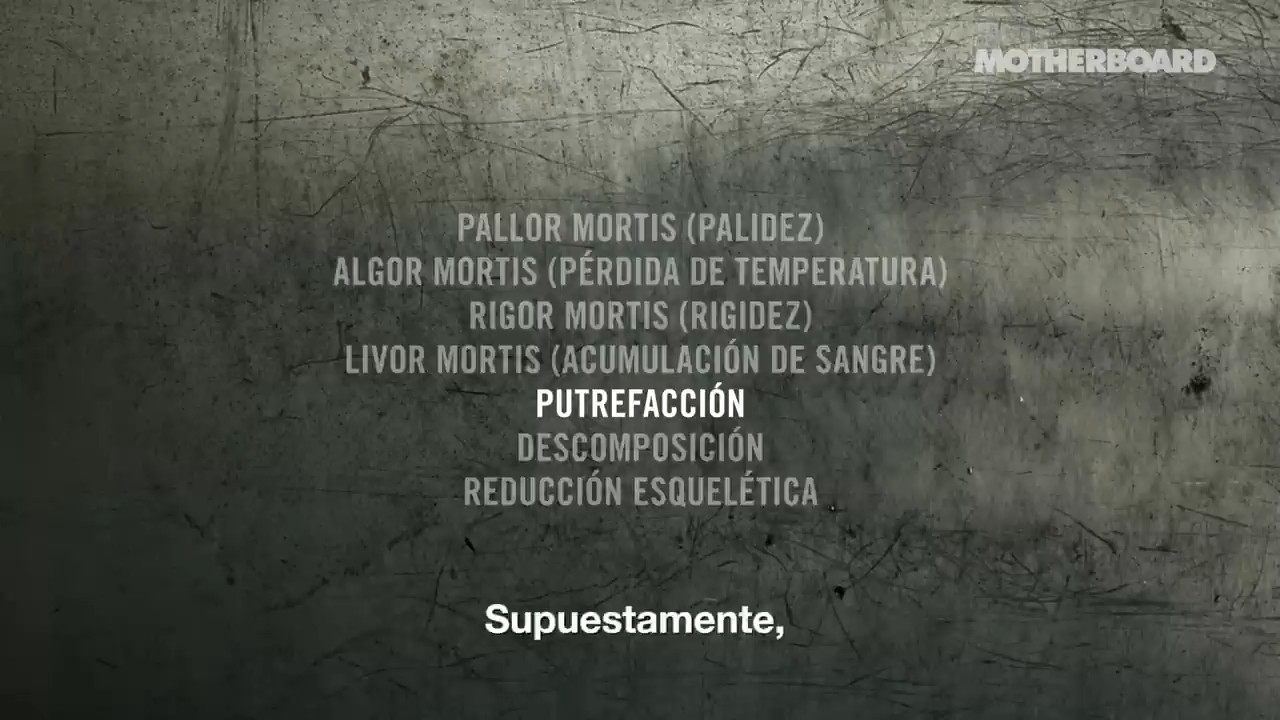 MOTHERBOARD
PALLOR MORTIS (PALIDEZ)
ALGOR MORTIS (PÉRDIDA DE TEMPERATURA)
RIGOR MORTIS (RIGIDEZ)
LIVOR MORTIS (ACUMULACIÓN DE SANGRE)
PUTREFACCIÓN
DESCOMPOSICIÓN
REDUCCIÓN ESQUELÉTICA
Supuestamente,